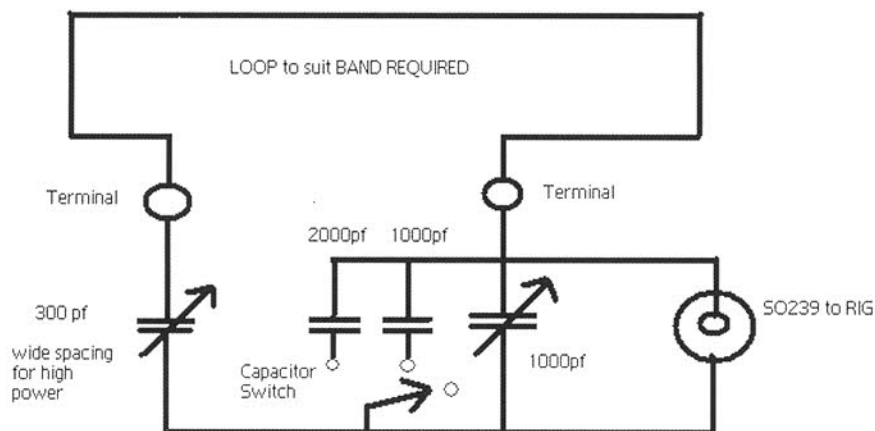 LOOP to suit BAND REQUIRED
Terminal
Terminal
2000pf 1000pf
300 pf
SO239 to RIG
wide spacing
for high
power
Capacitor
Switch
1000pf